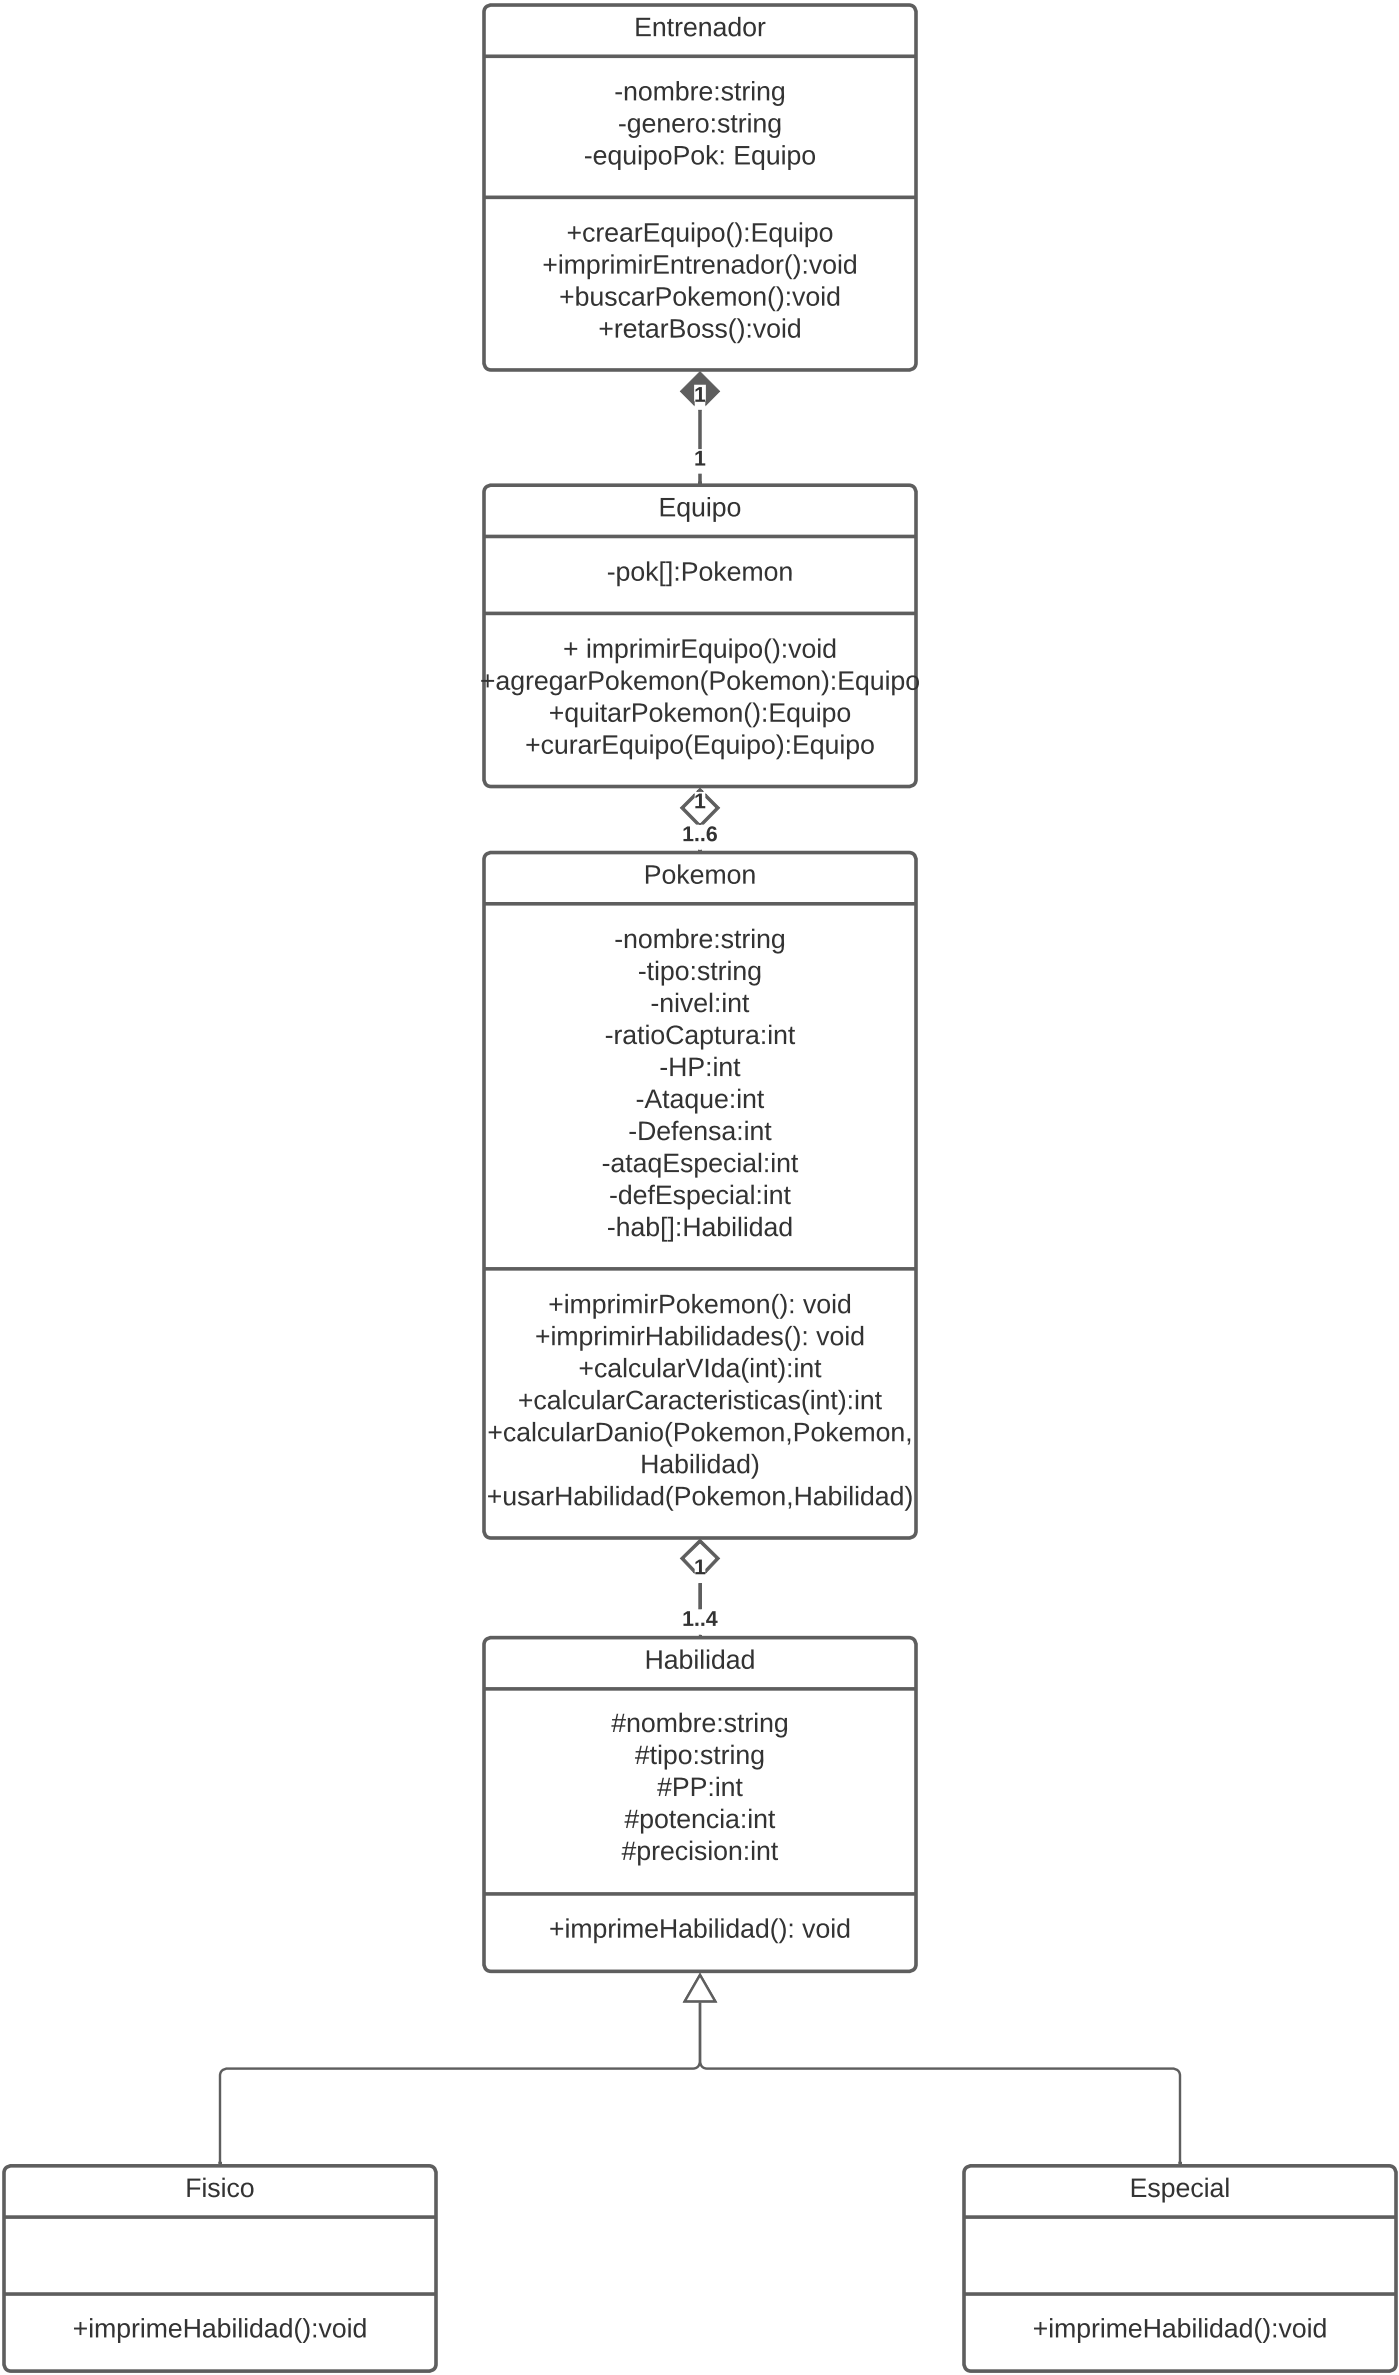 Entrenador
-nombre:string
-genero:string
-equipoPok: Equipo
+crearEquipo():Equipo
+imprimirEntrenador():void
+buscarPokemon():void
+retarBoss():void
1
1
Equipo
-pok[]:Pokemon
+ imprimirEquipo():void
+agregarPokemon(Pokemon):Equipo
+quitarPokemon():Equipo
+curarEquipo(Equipo):Equipo
1
1..6
Pokemon
-nombre:string
-tipo:string
-nivel:int
-ratioCaptura:int
-HP:int
-Ataque:int
-Defensa:int
-ataqEspecial:int
-defEspecial:int
-hab[]:Habilidad
+imprimirPokemon(): void
+imprimirHabilidades(): void
+calcularVIda(int):int
+calcularCaracteristicas(int):int
+calcularDanio(Pokemon,Pokemon,
Habilidad)
+usarHabilidad(Pokemon,Habilidad)
1
1..4
Habilidad
#nombre:string
#tipo:string
#PP:int
#potencia:int
#precision:int
+imprimeHabilidad(): void
Fisico
+imprimeHabilidad():void
Especial
+imprimeHabilidad():void